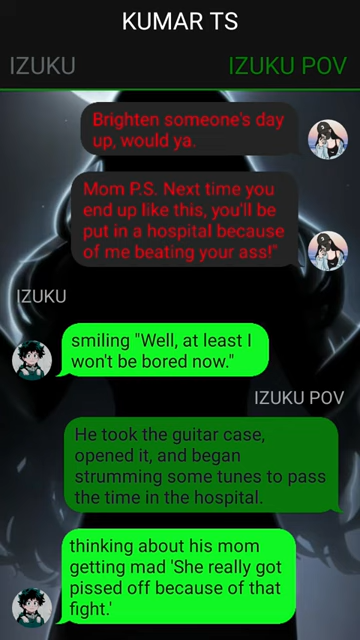 KUMAR TS
IZUKU
IZUKU POV
Brighten someone's day
up, would ya.
Mom P.S. Next time you
end up like this, you'll be
put in a hospital because
of me beating your ass!"
IZUKU
smiling "Well, at least I
won't be bored now."
IZUKU POV
He took the guitar case,
opened it, and began
strumming some tunes to pass
the time in the hospital.
thinking about his mom
getting mad 'She really got
pissed off because of that
fight.'